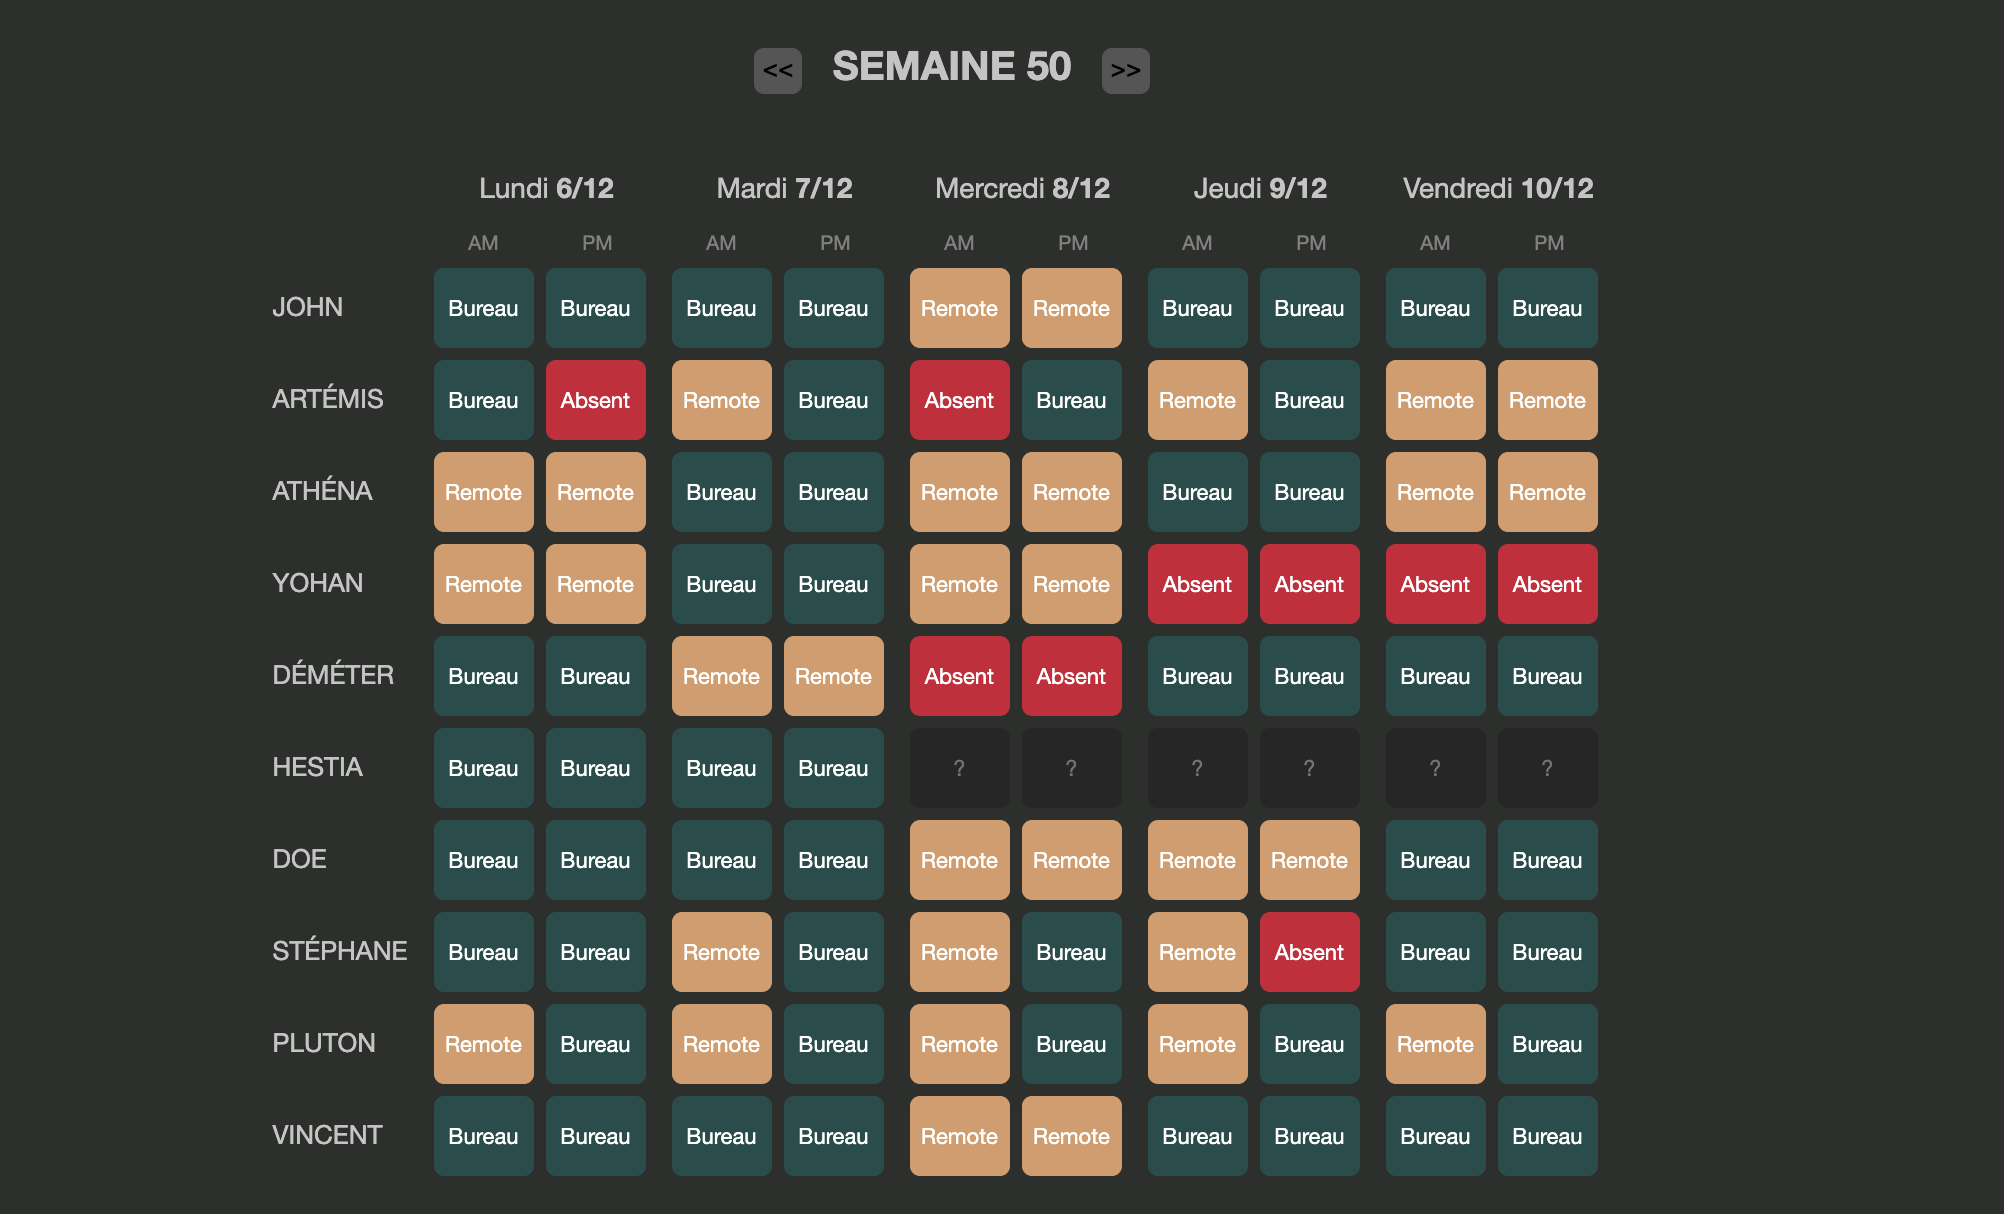 << SEMAINE 50 >>
Lundi 6/12 Mardi 7/12 Mercredi 8/12 Jeudi 9/12 Vendredi 10/12
AM PM AM PM AM PM AM PM AM PM
JOHN Bureau Bureau Bureau Bureau Remote Remote Bureau Bureau Bureau Bureau
ARTÉMIS Bureau Absent Remote Bureau Absent Bureau Remote Bureau Remote Remote
ATHÉNA Remote Remote Bureau Bureau Remote Remote Bureau Bureau Remote Remote
YOHAN Remote Remote Bureau Bureau Remote Remote Absent Absent Absent Absent
DÉMÉTER Bureau Bureau Remote Remote Absent Absent Bureau Bureau Bureau Bureau
HESTIA Bureau Bureau Bureau Bureau ? ? ? ? ? ?
DOE Bureau Bureau Bureau Bureau Remote Remote Remote Remote Bureau Bureau
STÉPHANE Bureau Bureau Remote Bureau Remote Bureau Remote Absent Bureau Bureau
PLUTON Remote Bureau Remote Bureau Remote Bureau Remote Bureau Remote Bureau
VINCENT Bureau Bureau Bureau Bureau Remote Remote Bureau Bureau Bureau Bureau